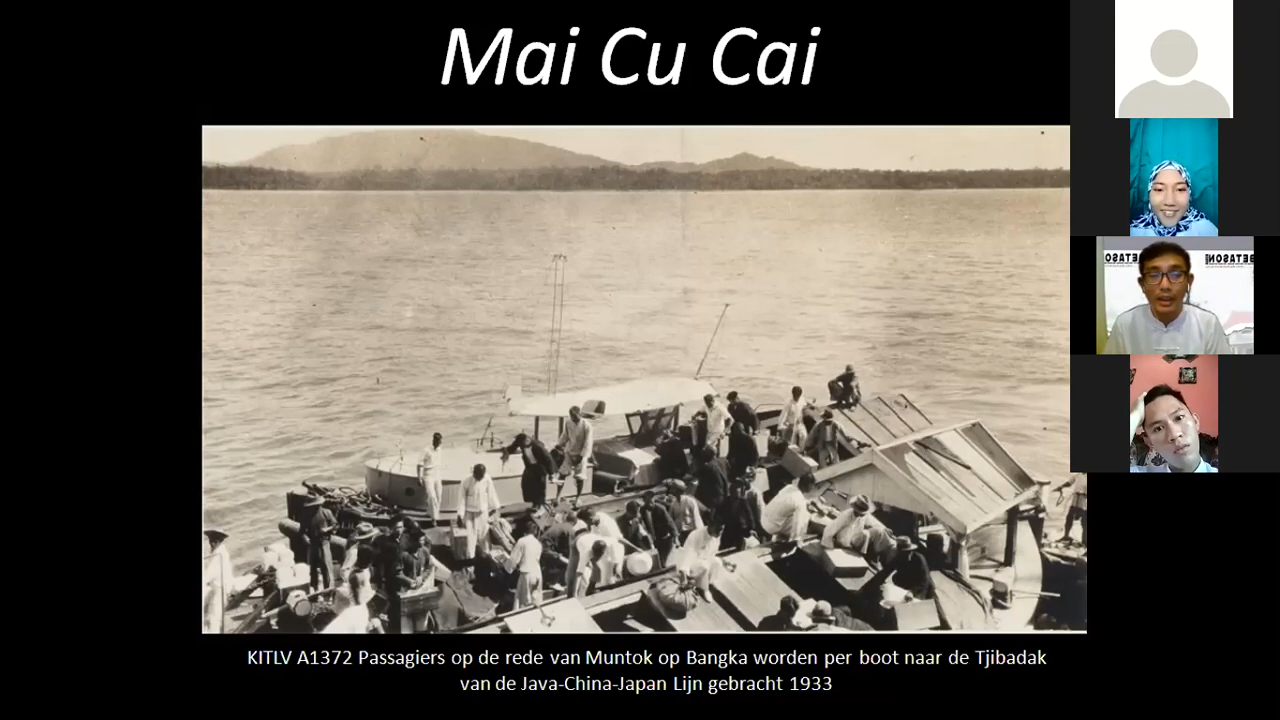 Mai Cu Cai
KITLV A1372 Passagiers op de rede van Muntok op Bangka worden per boot naar de Tjibadak
van de Java-China-Japan Lijn gebracht 1933